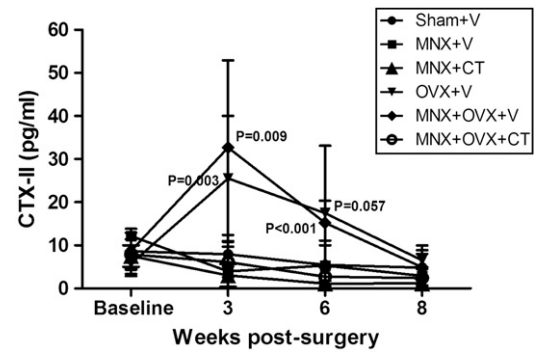 60
50
40
30
20
10
0
CTX-II (pg/ml)
Sham+V
MNX+V
MNX+CT
OVX+V
MNX+OVX+V
MNX+OVX+CT
P=0.009
P=0.003
P=0.057
P<0.001
Baseline 3 6 8
Weeks post-surgery